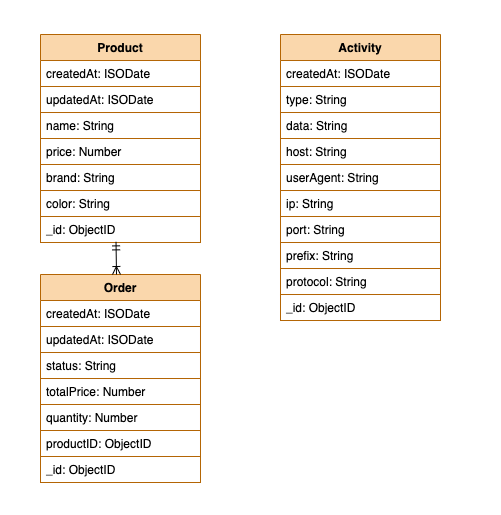 Product
createdAt: ISODate
updatedAt: ISODate
name: String
price: Number
brand: String
color: String
_id: ObjectID
Order
createdAt: ISODate
updatedAt: ISODate
status: String
totalPrice: Number
quantity: Number
productID: ObjectID
_id: ObjectID
Activity
createdAt: ISODate
type: String
data: String
host: String
userAgent: String
ip: String
port: String
prefix: String
protocol: String
_id: ObjectID